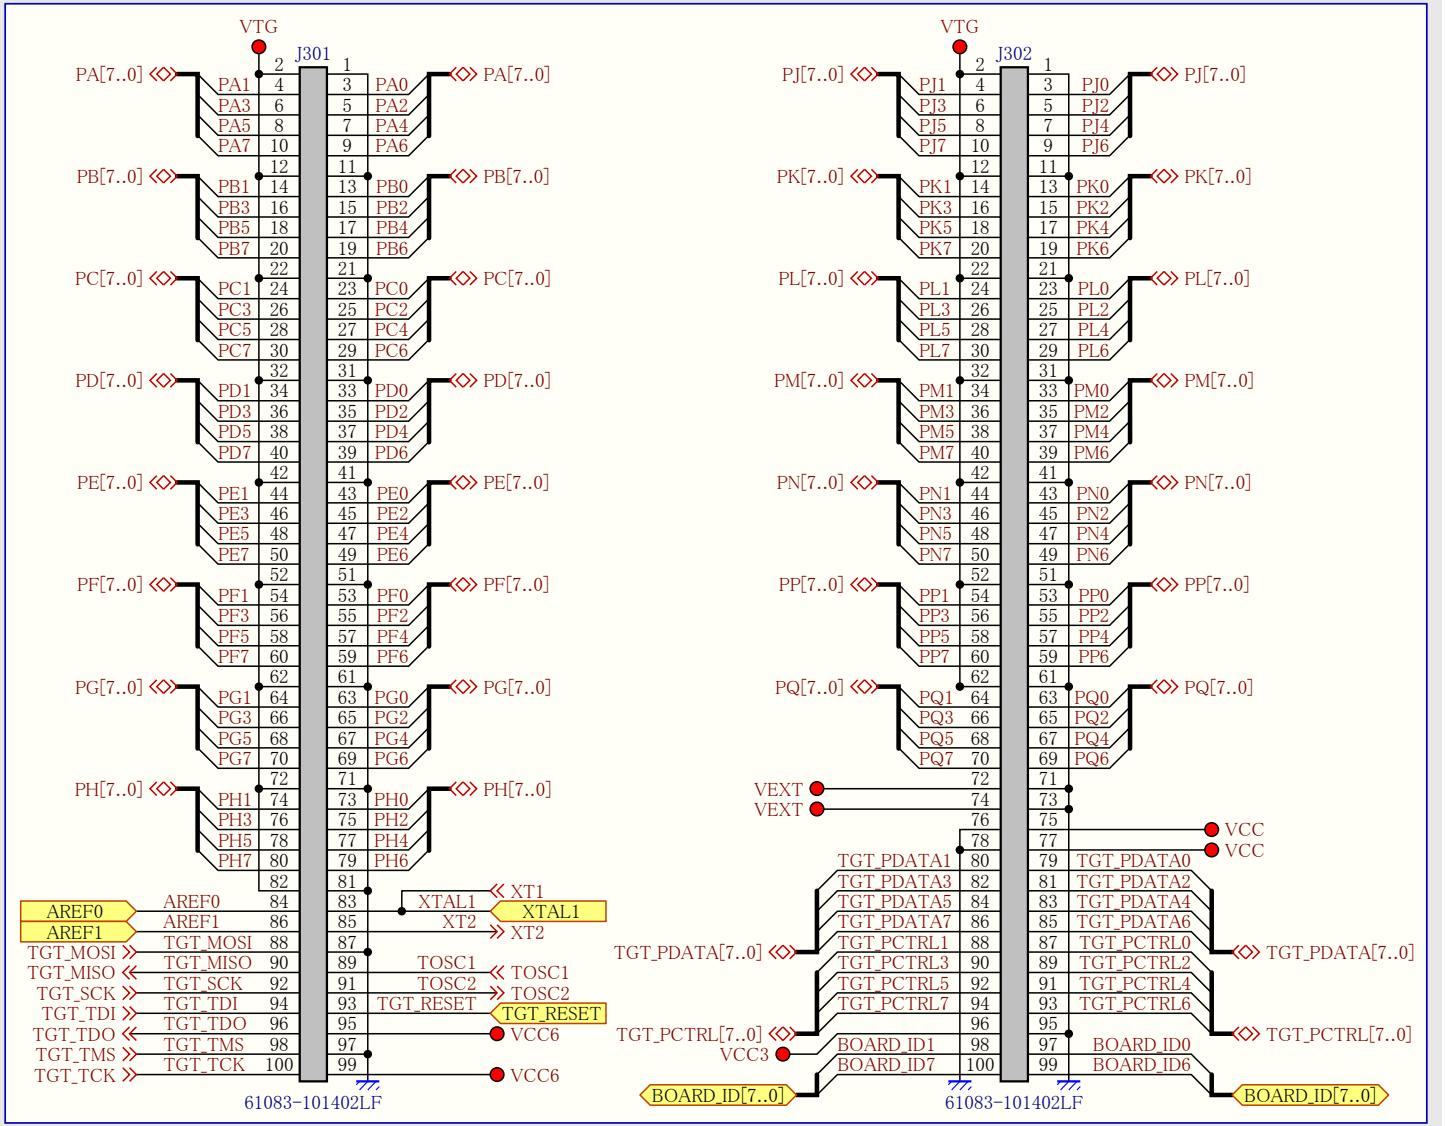 VTG VTG
J301 J302
2 1 2 1
PA[7..0] PA[7..0] PJ[7..0] PJ[7..0]
PA1 4 3 PA0 PJ1 4 3 PJ0
PA3 6 5 PA2 PJ3 6 5 PJ2
PA5 8 7 PA4 PJ5 8 7 PJ4
PA7 10 9 PA6 PJ7 10 9 PJ6
12 11 12 11
PB[7..0] PB[7..0] PK[7..0] PK[7..0]
PB1 14 13 PB0 PK1 14 13 PK0
PB3 16 15 PB2 PK3 16 15 PK2
PB5 18 17 PB4 PK5 18 17 PK4
PB7 20 19 PB6 PK7 20 19 PK6
22 21 22 21
PC[7..0] PC[7..0] PL[7..0] PL[7..0]
PC1 24 23 PC0 PL1 24 23 PL0
PC3 26 25 PC2 PL3 26 25 PL2
PC5 28 27 PC4 PL5 28 27 PL4
PC7 30 29 PC6 PL7 30 29 PL6
32 31 32 31
PD[7..0] PD[7..0] PM[7..0] PM[7..0]
PD1 34 33 PD0 PM1 34 33 PM0
PD3 36 35 PD2 PM3 36 35 PM2
PD5 38 37 PD4 PM5 38 37 PM4
PD7 40 39 PD6 PM7 40 39 PM6
42 41 42 41
PE[7..0] PE[7..0] PN[7..0] PN[7..0]
PE1 44 43 PE0 PN1 44 43 PN0
PE3 46 45 PE2 PN3 46 45 PN2
PE5 48 47 PE4 PN5 48 47 PN4
PE7 50 49 PE6 PN7 50 49 PN6
52 51 52 51
PF[7..0] PF[7..0] PP[7..0] PP[7..0]
PF1 54 53 PF0 PP1 54 53 PP0
PF3 56 55 PF2 PP3 56 55 PP2
PF5 58 57 PF4 PP5 58 57 PP4
PF7 60 59 PF6 PP7 60 59 PP6
62 61 62 61
PG[7..0] PG[7..0] PQ[7..0] PQ[7..0]
PG1 64 63 PG0 PQ1 64 63 PQ0
PG3 66 65 PG2 PQ3 66 65 PQ2
PG5 68 67 PG4 PQ5 68 67 PQ4
PG7 70 69 PG6 PQ7 70 69 PQ6
72 71 72 71
PH[7..0] PH[7..0] VEXT
PH1 74 73 PH0 VEXT 74 73
PH3 76 75 PH2 76 75 VCC
PH5 78 77 PH4 78 77 VCC
PH7 80 79 PH6 TGT_PDATA1 80 79 TGT_PDATA0
82 81 XT1 TGT_PDATA3 82 81 TGT_PDATA2
AREF0 AREF0 84 83 XTAL1 XTAL1 TGT_PDATA5 84 83 TGT_PDATA4
AREF1 AREF1 86 85 XT2 XT2 TGT_PDATA7 86 85 TGT_PDATA6
TGT_MOSI TGT_MOSI 88 87 TGT_PDATA[7..0] TGT_PCTRL1 88 87 TGT_PCTRL0 TGT_PDATA[7..0]
TGT_MISO TGT_MISO 90 89 TOSC1 TOSC1 TGT_PCTRL3 90 89 TGT_PCTRL2
TGT_SCK TGT_SCK 92 91 TOSC2 TOSC2 TGT_PCTRL5 92 91 TGT_PCTRL4
TGT_TDI TGT_TDI 94 93 TGT_RESET TGT_RESET TGT_PCTRL7 94 93 TGT_PCTRL6
TGT_TDO TGT_TDO 96 95 VCC6 TGT_PCTRL[7..0] 96 95 TGT_PCTRL[7..0]
TGT_TMS TGT_TMS 98 97 VCC3 BOARD_ID1 98 97 BOARD_ID0
TGT_TCK TGT_TCK 100 99 VCC6 BOARD_ID7 100 99 BOARD_ID6
BOARD_ID[7..0] BOARD_ID[7..0]
61083-101402LF 61083-101402LF